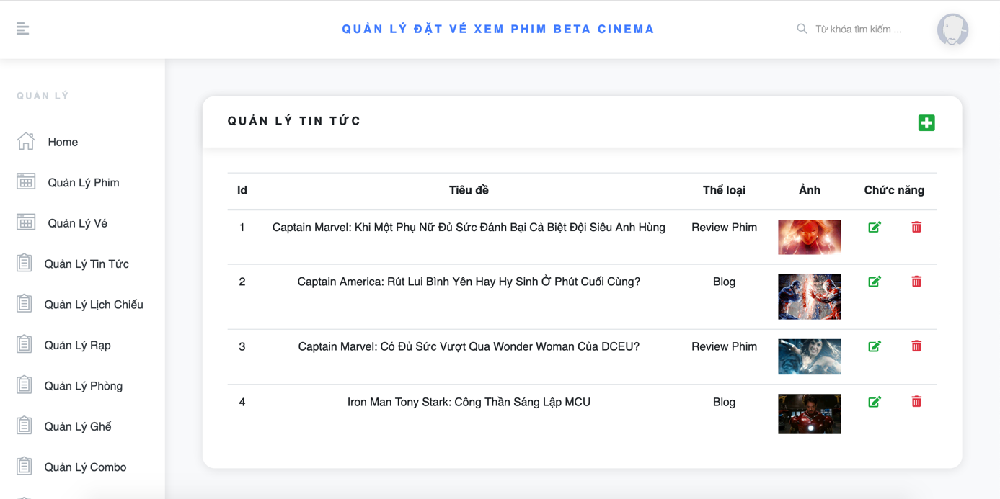 QUẢN LÝ ĐẶT VÉ XEM PHIM BETA CINEMA
Từ khóa tìm kiếm ...
QUẢN LÝ
Home
Quản Lý Phim
Quản Lý Vé
Quản Lý Tin Tức
Quản Lý Lịch Chiếu
Quản Lý Rạp
Quản Lý Phòng
Quản Lý Ghế
Quản Lý Combo
QUẢN LÝ TIN TỨC
Id Tiêu đề Thể loại Ảnh Chức năng
1 Captain Marvel: Khi Một Phụ Nữ Đủ Sức Đánh Bại Cả Biệt Đội Siêu Anh Hùng Review Phim
2 Captain America: Rút Lui Bình Yên Hay Hy Sinh Ở Phút Cuối Cùng? Blog
3 Captain Marvel: Có Đủ Sức Vượt Qua Wonder Woman Của DCEU? Review Phim
4 Iron Man Tony Stark: Công Thần Sáng Lập MCU Blog